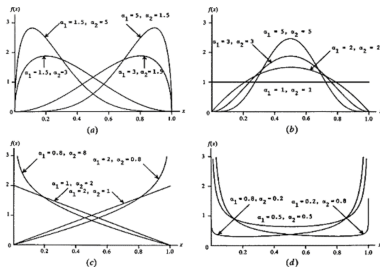 f(x)
α₁ = 1.5, α₂ = 5
α₁ = 5, α₂ = 1.5
3
2
1
α₁ = 1.5, α₂ = 3
α₁ = 3, α₂ = 1.5
0 0.2 0.4 0.6 0.8 1.0 x
(a)
f(x)
3
α₁ = 5, α₂ = 5
α₁ = 3, α₂ = 3
α₁ = 2, α₂ = 2
2
1
α₁ = 1, α₂ = 1
0 0.2 0.4 0.6 0.8 1.0 x
(b)
f(x)
3
α₁ = 0.8, α₂ = 8
α₁ = 2, α₂ = 0.8
2
α₁ = 1, α₂ = 2
α₁ = 2, α₂ = 1
1
0 0.2 0.4 0.6 0.8 1.0 x
(c)
f(x)
3
2
α₁ = 0.8, α₂ = 0.2
α₁ = 0.2, α₂ = 0.8
1
α₁ = 0.5, α₂ = 0.5
0 0.2 0.4 0.6 0.8 1.0 x
(d)